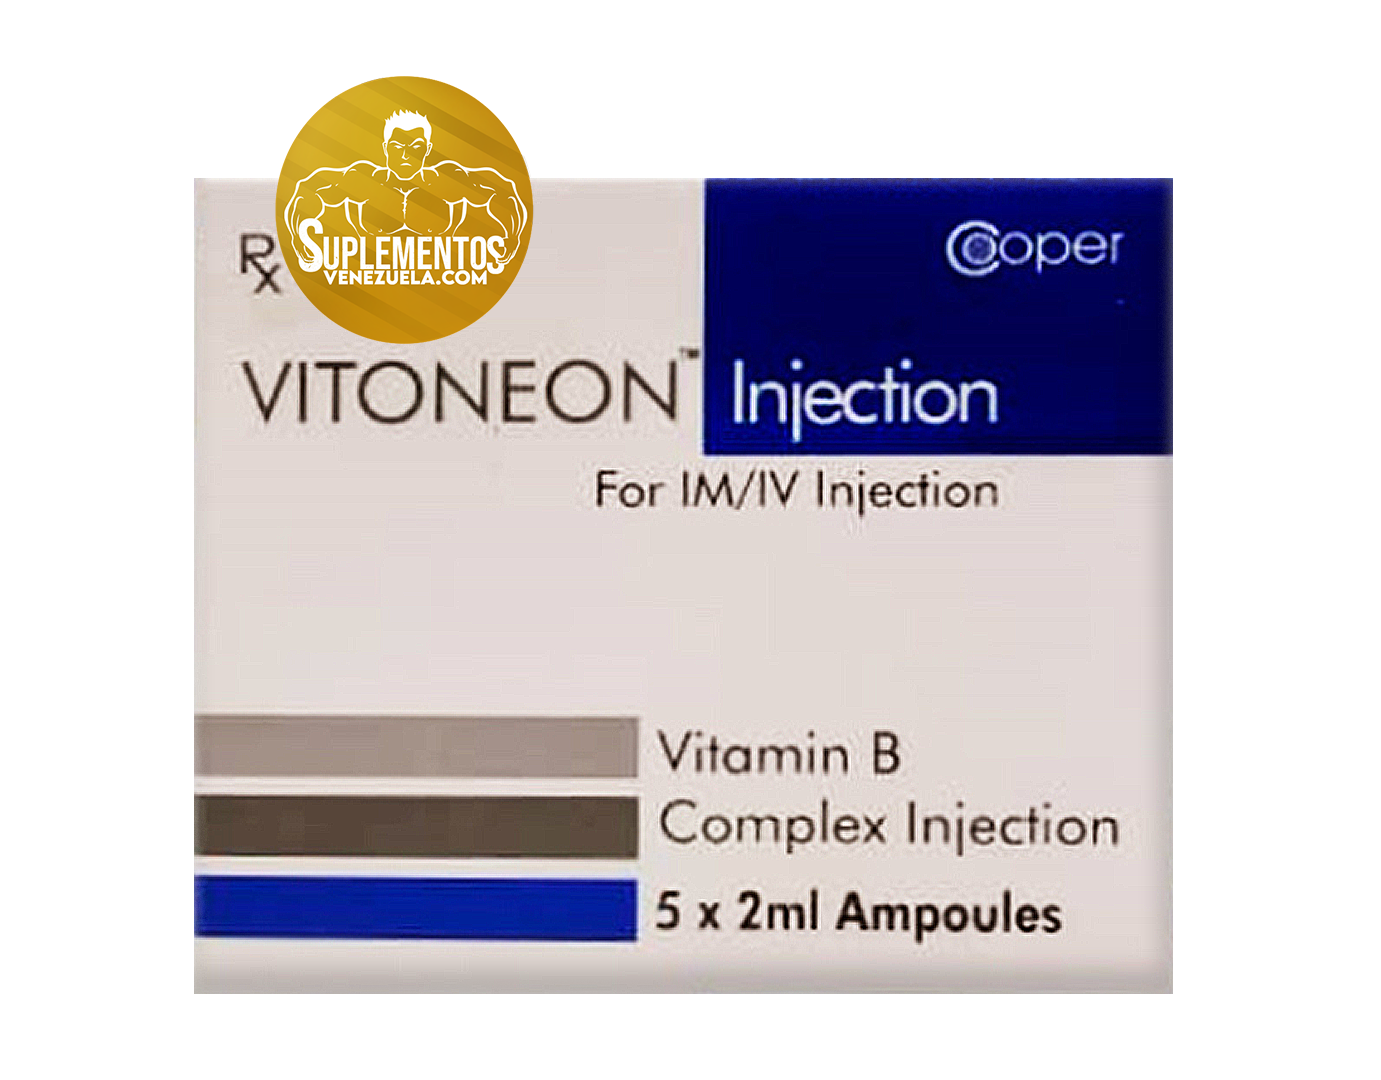 SUPLEMENTOS
VENEZUELA.COM
Rx
Cooper
VITONEON™ Injection
For IM/IV Injection
Vitamin B
Complex Injection
5 x 2ml Ampoules